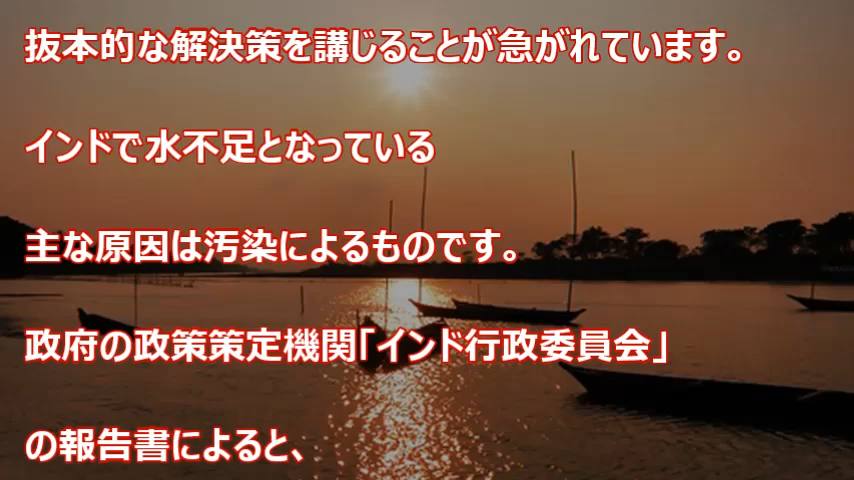 抜本的な解決策を講じることが急がれています。
インドで水不足となっている
主な原因は汚染によるものです。
政府の政策策定機関「インド行政委員会」
の報告書によると、